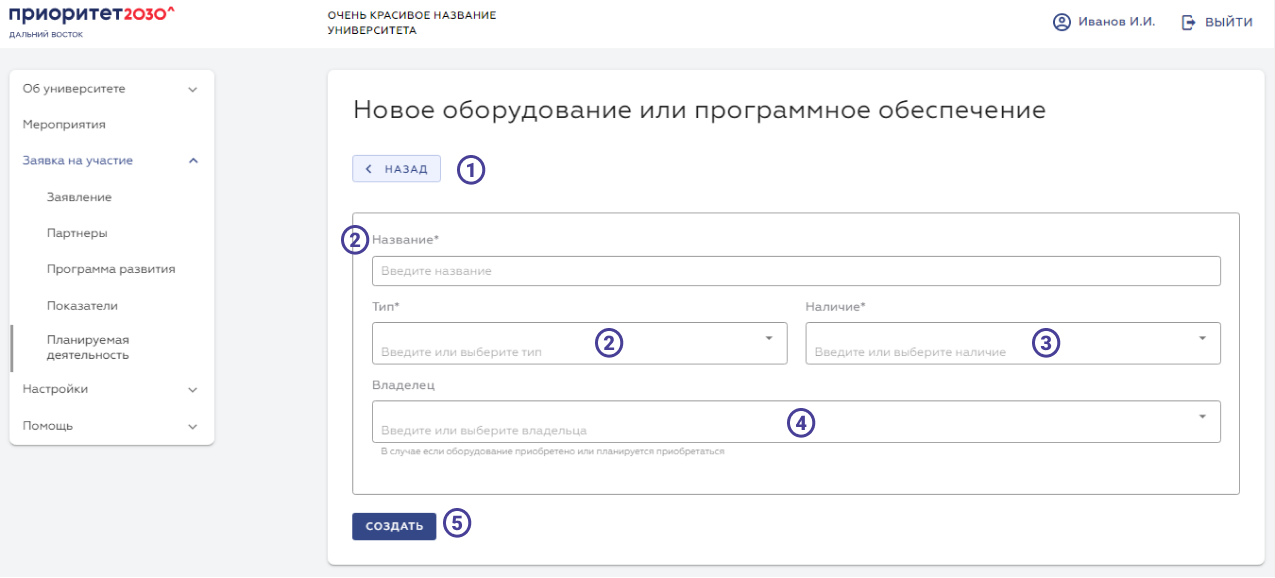 приоритет2030^
ДАЛЬНИЙ ВОСТОК
ОЧЕНЬ КРАСИВОЕ НАЗВАНИЕ
УНИВЕРСИТЕТА
Иванов И.И.
ВЫЙТИ
Об университете
Мероприятия
Заявка на участие
Заявление
Партнеры
Программа развития
Показатели
Планируемая
деятельность
Настройки
Помощь
Новое оборудование или программное обеспечение
НАЗАД
1
2
Название*
Введите название
Тип*
Наличие*
Введите или выберите тип
2
Введите или выберите наличие
3
Владелец
Введите или выберите владельца
4
В случае если оборудование приобретено или планируется приобретаться
СОЗДАТЬ
5